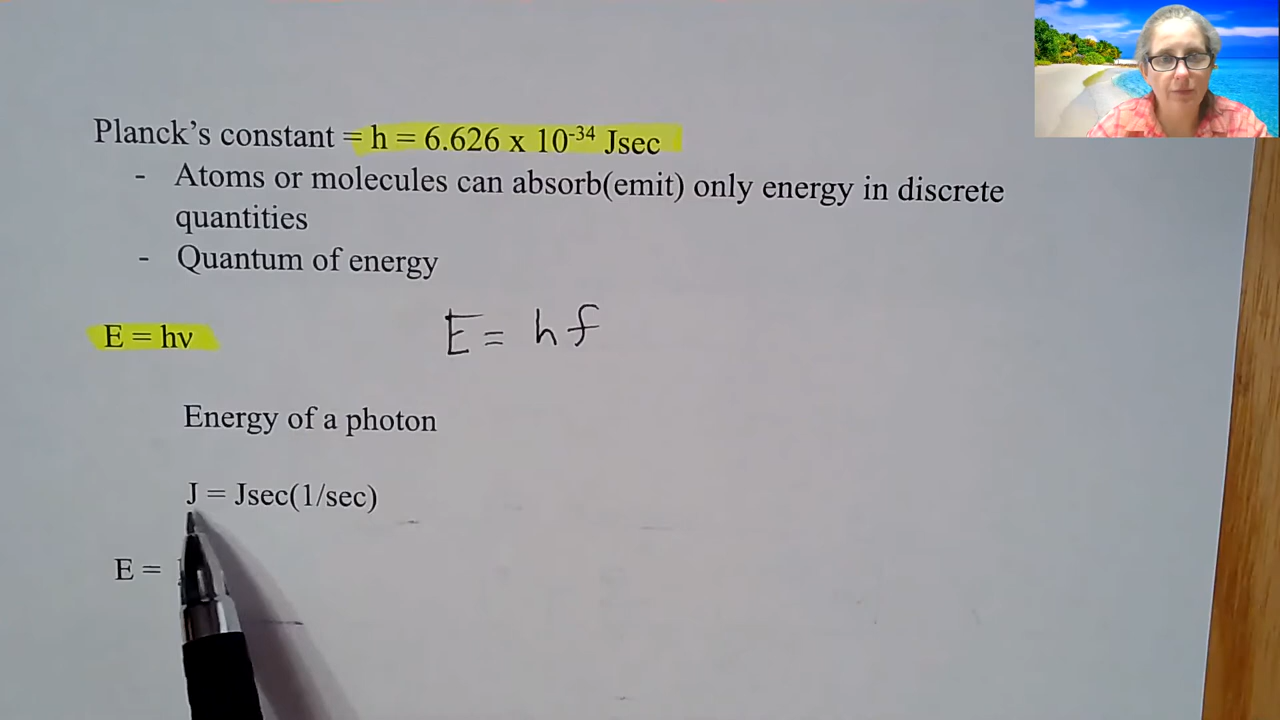 Planck’s constant = h = 6.626 x 10⁻³⁴ Jsec
- Atoms or molecules can absorb(emit) only energy in discrete
quantities
- Quantum of energy
E = hν
E = hf
Energy of a photon
J = Jsec(1/sec)
E =